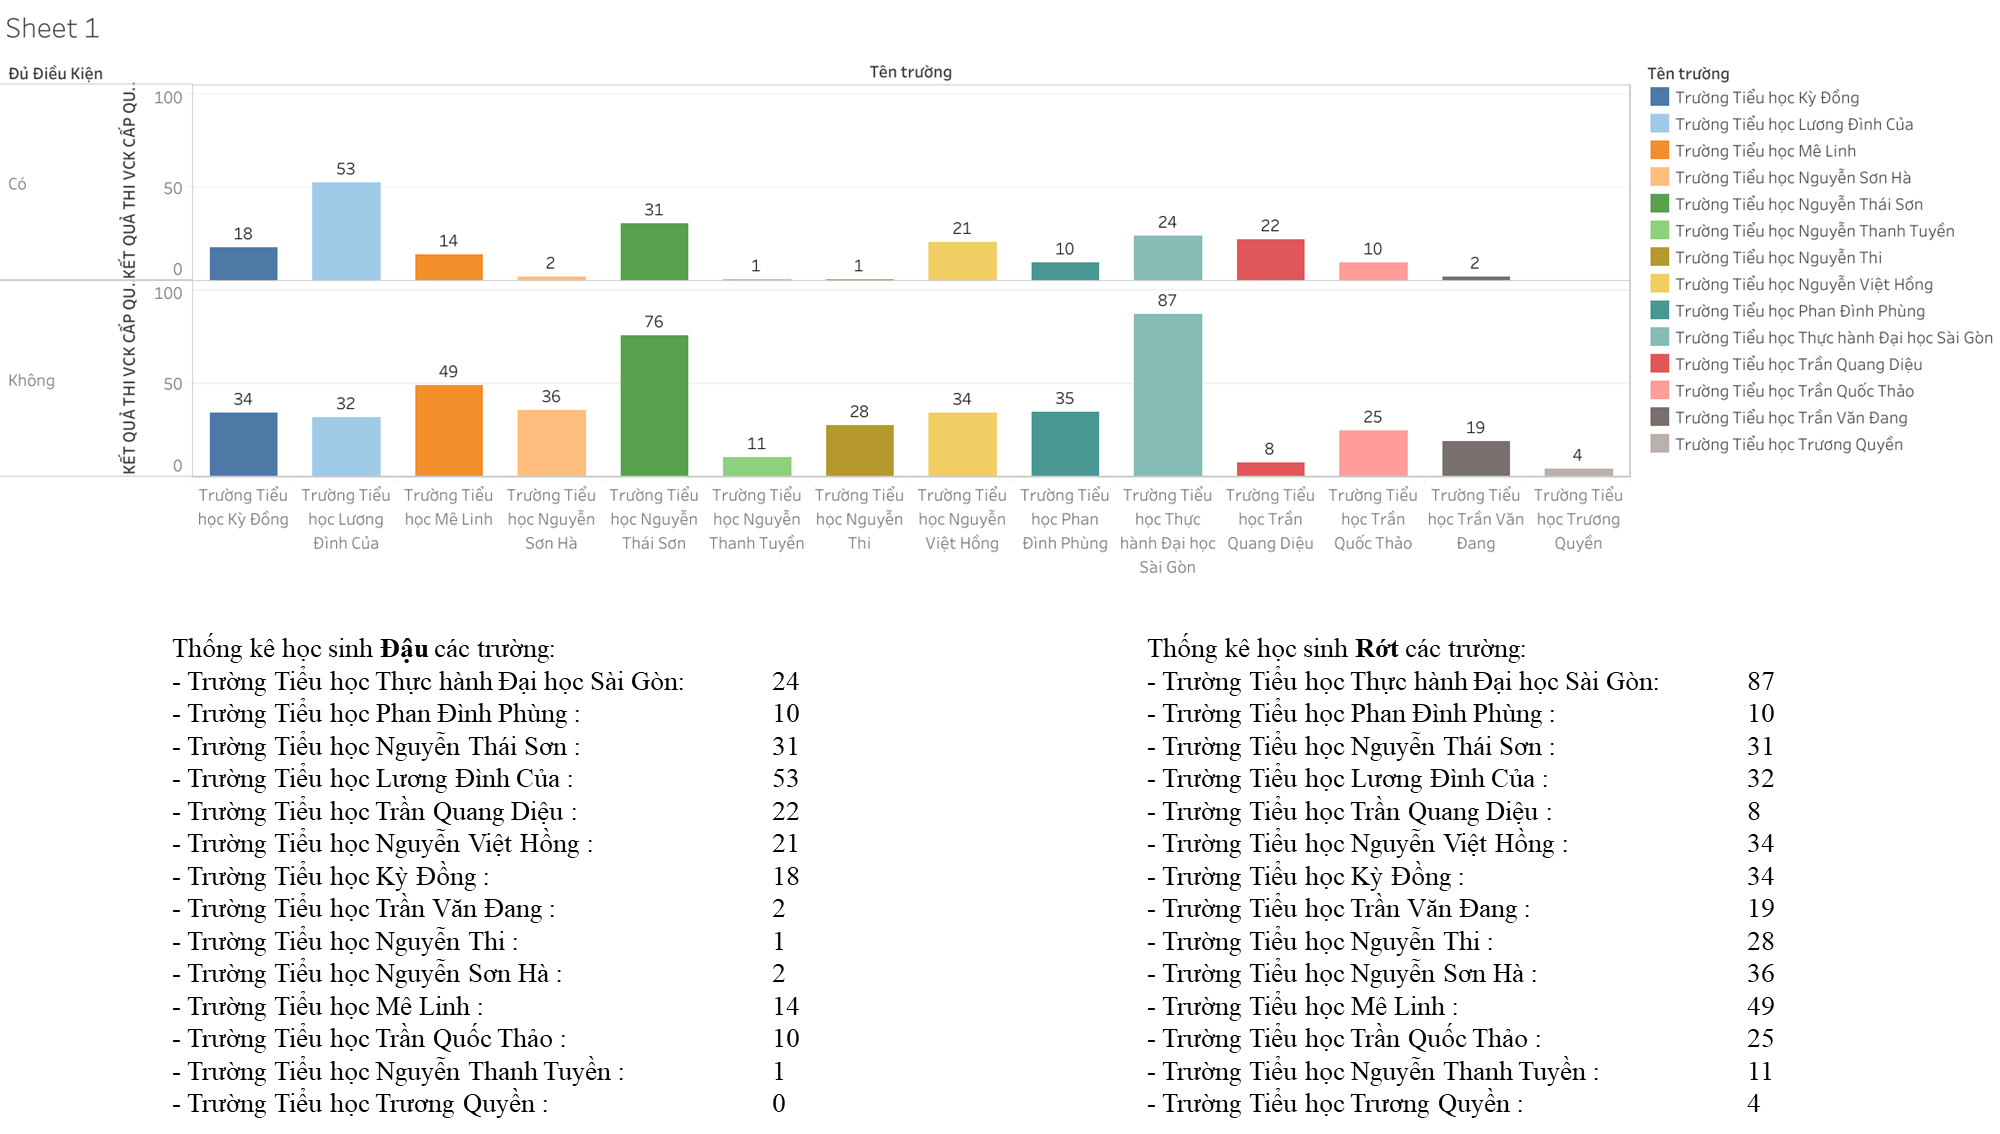 Sheet 1
Đủ Điều Kiện
Tên trường
Có
KẾT QUẢ THI VCK CẤP QU..
100
50
0
18
53
14
2
31
1
1
21
10
24
22
10
2
Không
KẾT QUẢ THI VCK CẤP QU..
100
50
0
34
32
49
36
76
11
28
34
35
87
8
25
19
4
Trường Tiểu học Kỳ Đồng
Trường Tiểu học Lương Đình Của
Trường Tiểu học Mê Linh
Trường Tiểu học Nguyễn Sơn Hà
Trường Tiểu học Nguyễn Thái Sơn
Trường Tiểu học Nguyễn Thanh Tuyền
Trường Tiểu học Nguyễn Thi
Trường Tiểu học Nguyễn Việt Hồng
Trường Tiểu học Phan Đình Phùng
Trường Tiểu học Thực hành Đại học Sài Gòn
Trường Tiểu học Trần Quang Diệu
Trường Tiểu học Trần Quốc Thảo
Trường Tiểu học Trần Văn Đang
Trường Tiểu học Trương Quyền
Tên trường
Trường Tiểu học Kỳ Đồng
Trường Tiểu học Lương Đình Của
Trường Tiểu học Mê Linh
Trường Tiểu học Nguyễn Sơn Hà
Trường Tiểu học Nguyễn Thái Sơn
Trường Tiểu học Nguyễn Thanh Tuyền
Trường Tiểu học Nguyễn Thi
Trường Tiểu học Nguyễn Việt Hồng
Trường Tiểu học Phan Đình Phùng
Trường Tiểu học Thực hành Đại học Sài Gòn
Trường Tiểu học Trần Quang Diệu
Trường Tiểu học Trần Quốc Thảo
Trường Tiểu học Trần Văn Đang
Trường Tiểu học Trương Quyền
Thống kê học sinh Đậu các trường:
- Trường Tiểu học Thực hành Đại học Sài Gòn: 24
- Trường Tiểu học Phan Đình Phùng : 10
- Trường Tiểu học Nguyễn Thái Sơn : 31
- Trường Tiểu học Lương Đình Của : 53
- Trường Tiểu học Trần Quang Diệu : 22
- Trường Tiểu học Nguyễn Việt Hồng : 21
- Trường Tiểu học Kỳ Đồng : 18
- Trường Tiểu học Trần Văn Đang : 2
- Trường Tiểu học Nguyễn Thi : 1
- Trường Tiểu học Nguyễn Sơn Hà : 2
- Trường Tiểu học Mê Linh : 14
- Trường Tiểu học Trần Quốc Thảo : 10
- Trường Tiểu học Nguyễn Thanh Tuyền : 1
- Trường Tiểu học Trương Quyền : 0
Thống kê học sinh Rớt các trường:
- Trường Tiểu học Thực hành Đại học Sài Gòn: 87
- Trường Tiểu học Phan Đình Phùng : 10
- Trường Tiểu học Nguyễn Thái Sơn : 31
- Trường Tiểu học Lương Đình Của : 32
- Trường Tiểu học Trần Quang Diệu : 8
- Trường Tiểu học Nguyễn Việt Hồng : 34
- Trường Tiểu học Kỳ Đồng : 34
- Trường Tiểu học Trần Văn Đang : 19
- Trường Tiểu học Nguyễn Thi : 28
- Trường Tiểu học Nguyễn Sơn Hà : 36
- Trường Tiểu học Mê Linh : 49
- Trường Tiểu học Trần Quốc Thảo : 25
- Trường Tiểu học Nguyễn Thanh Tuyền : 11
- Trường Tiểu học Trương Quyền : 4